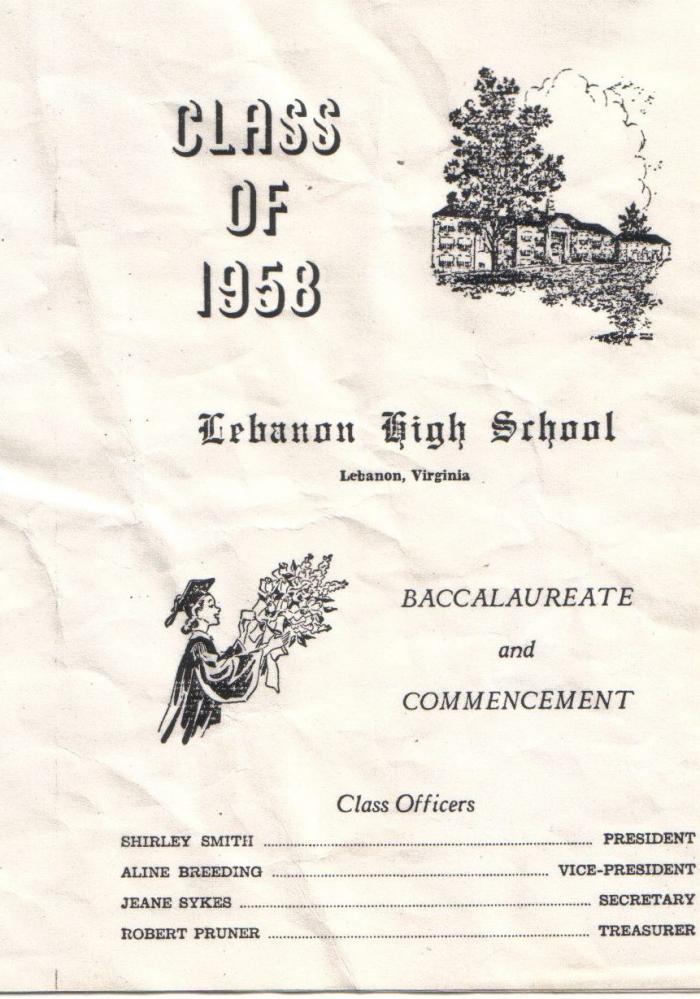 CLASS
OF
1958
Lebanon High School
Lebanon, Virginia
BACCALAUREATE
and
COMMENCEMENT
Class Officers
SHIRLEY SMITH ........ PRESIDENT
ALINE BREEDING ........ VICE-PRESIDENT
JEANE SYKES ........ SECRETARY
ROBERT PRUNER ........ TREASURER